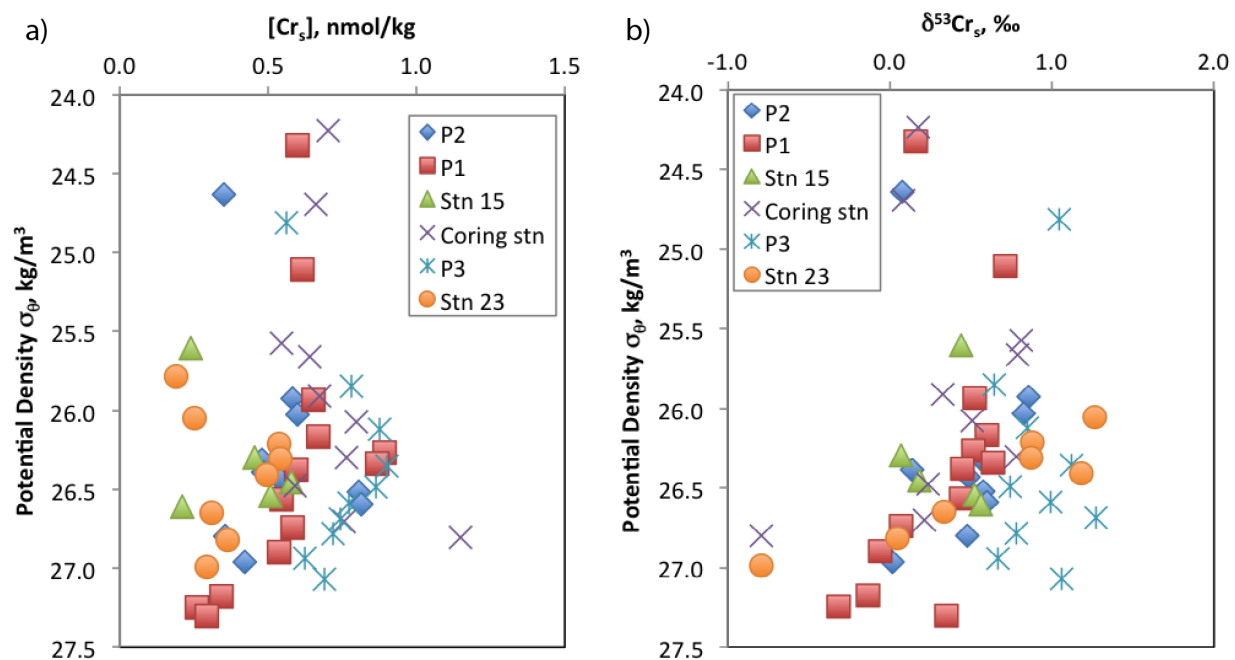 a)
[Crs], nmol/kg
0.0 0.5 1.0 1.5
24.0
24.5
25.0
25.5
26.0
26.5
27.0
27.5
Potential Density σθ, kg/m³
P2
P1
Stn 15
Coring stn
P3
Stn 23
b)
δ⁵³Crs, ‰
-1.0 0.0 1.0 2.0
24.0
24.5
25.0
25.5
26.0
26.5
27.0
27.5
Potential Density σθ, kg/m³
P2
P1
Stn 15
Coring stn
P3
Stn 23